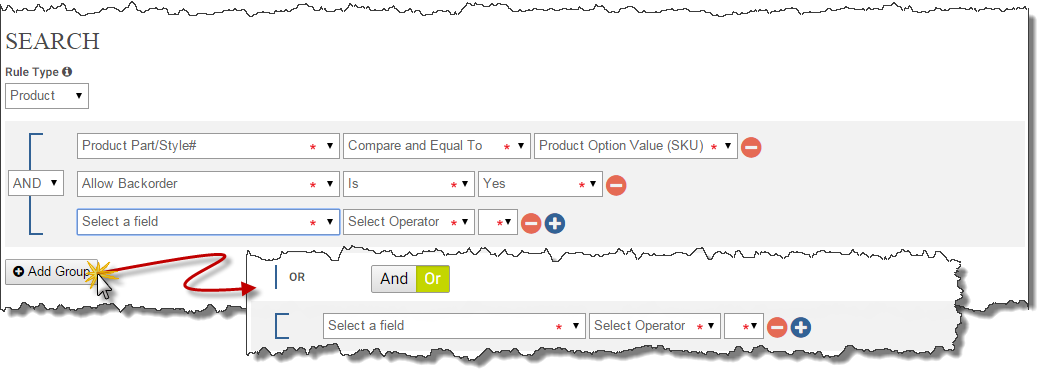 SEARCH
Rule Type
Product
Product Part/Style# * Compare and Equal To * Product Option Value (SKU) *
AND Allow Backorder * Is * Yes *
Select a field * Select Operator * *
Add Group
OR And Or
Select a field * Select Operator * *